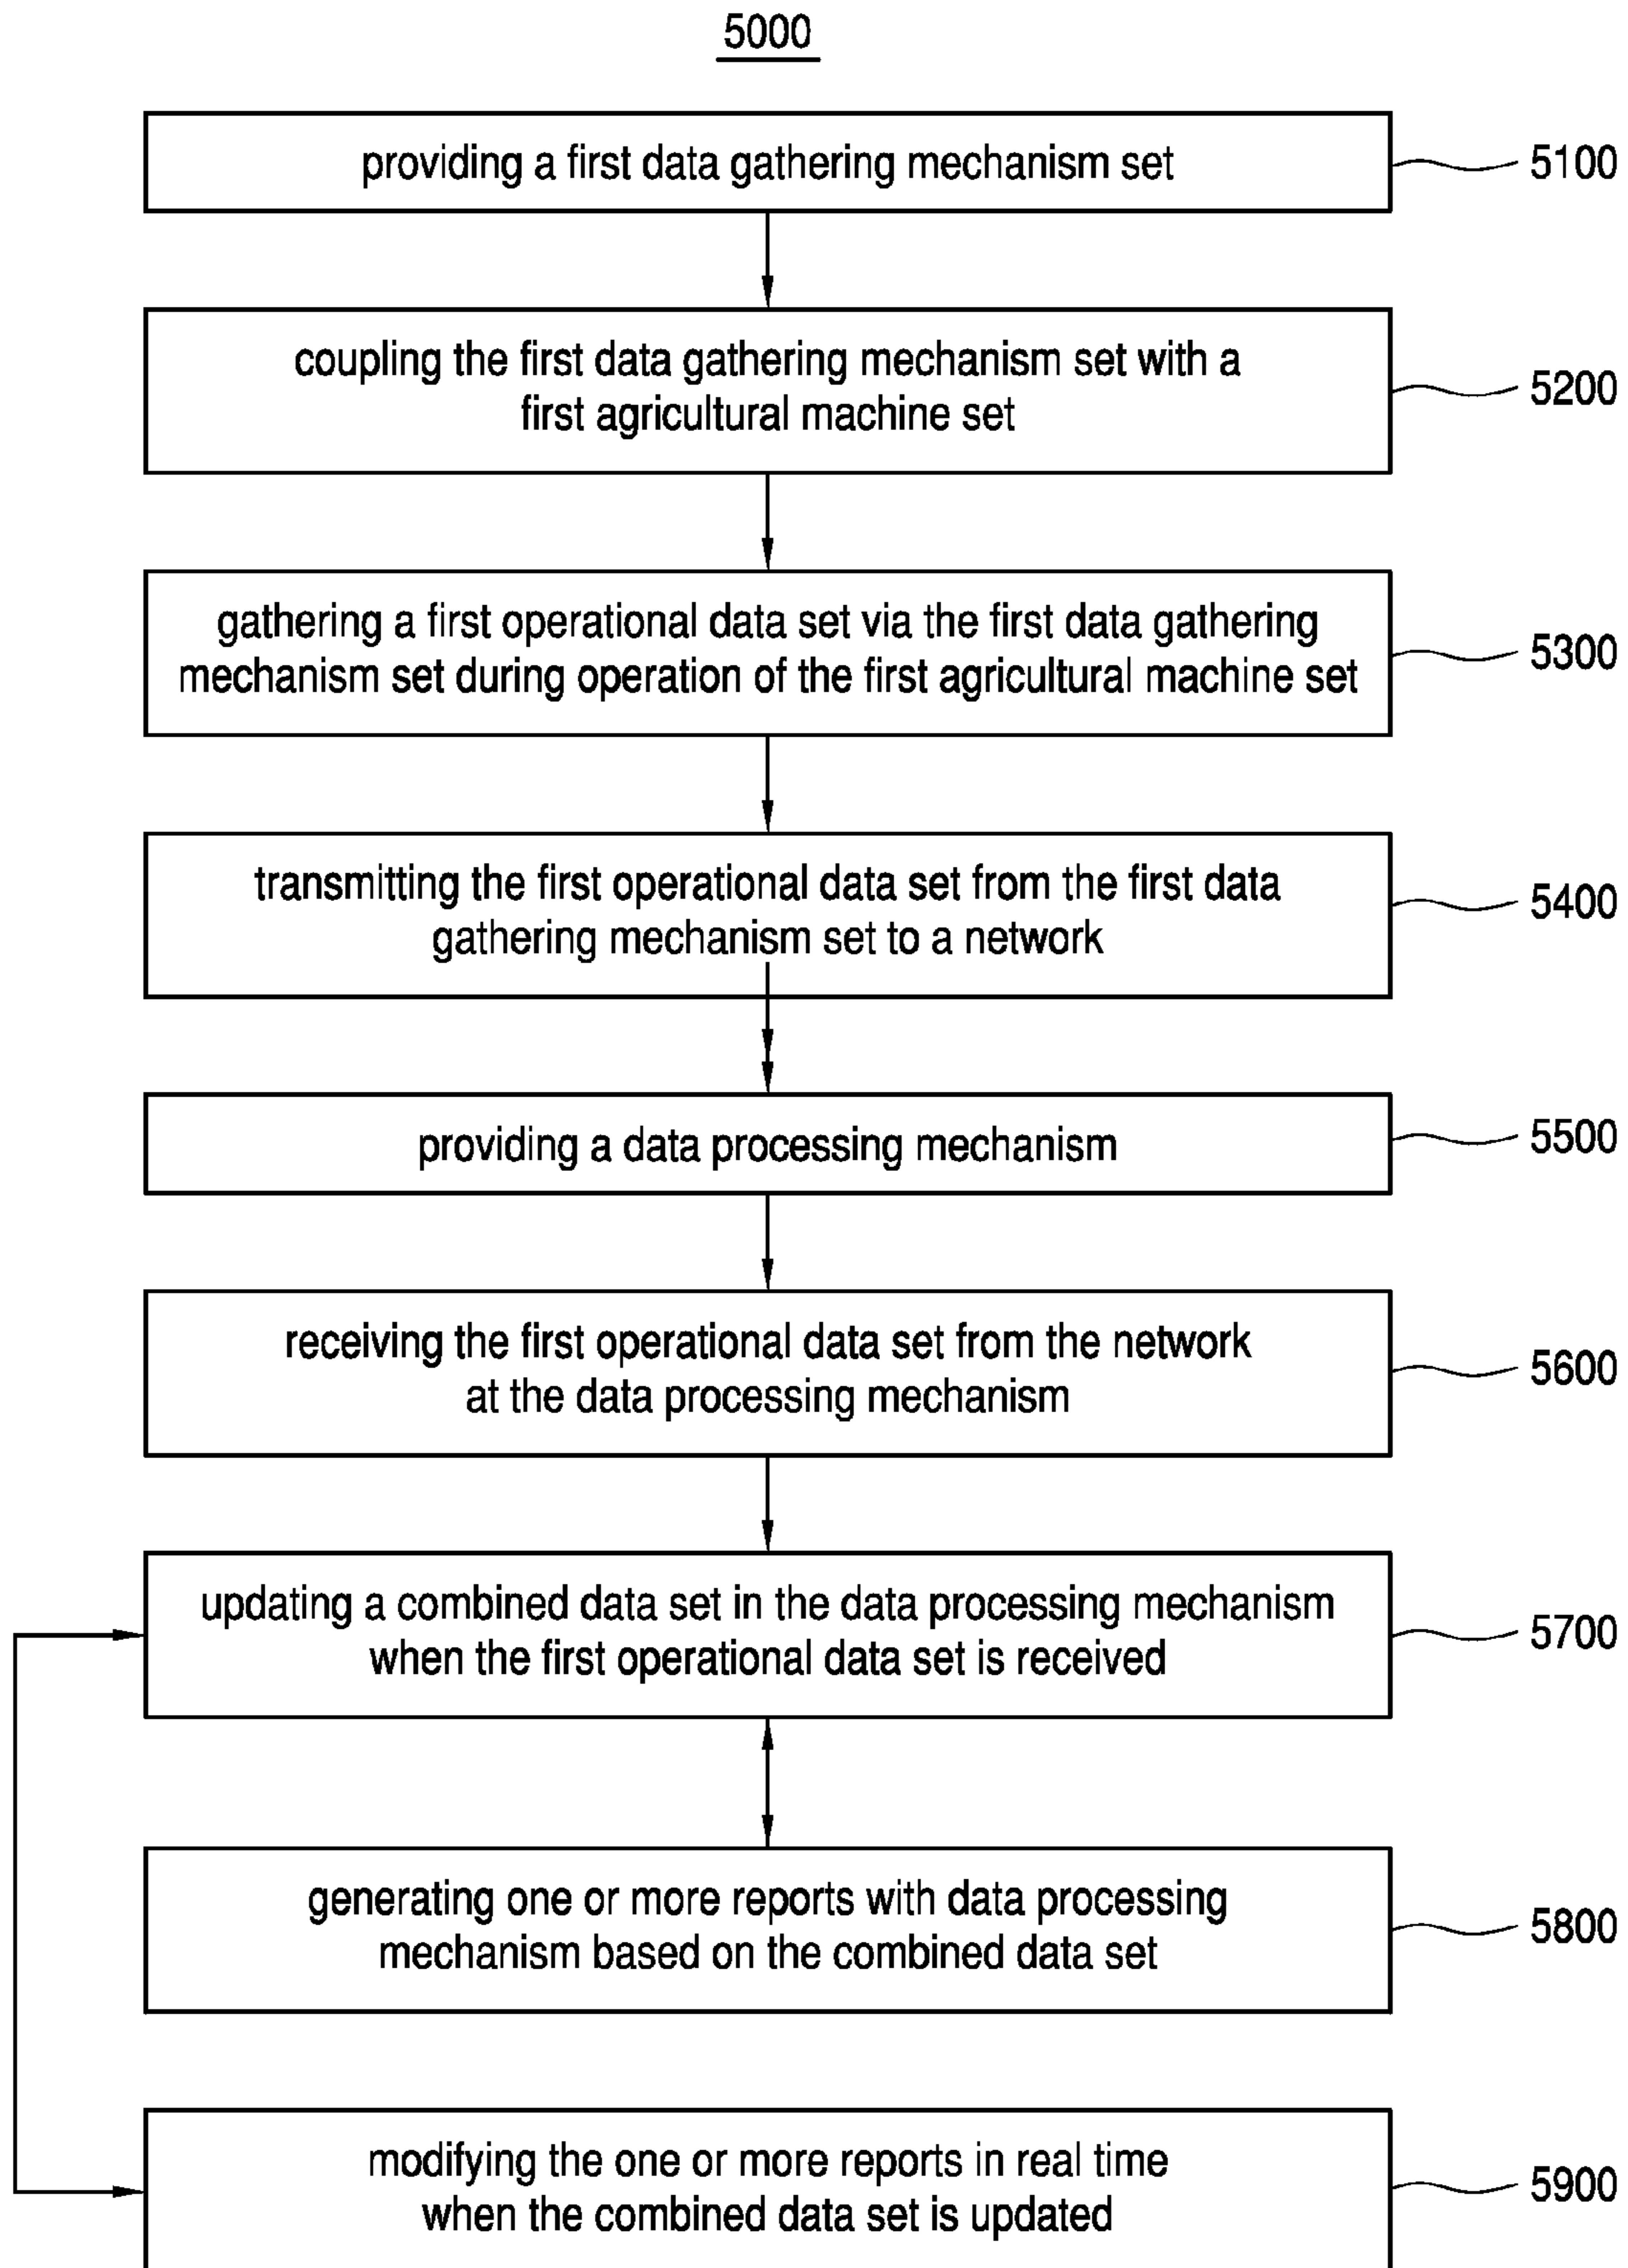 5000
providing a first data gathering mechanism set
5100
coupling the first data gathering mechanism set with a
first agricultural machine set
5200
gathering a first operational data set via the first data gathering
mechanism set during operation of the first agricultural machine set
5300
transmitting the first operational data set from the first data
gathering mechanism set to a network
5400
providing a data processing mechanism
5500
receiving the first operational data set from the network
at the data processing mechanism
5600
updating a combined data set in the data processing mechanism
when the first operational data set is received
5700
generating one or more reports with data processing
mechanism based on the combined data set
5800
modifying the one or more reports in real time
when the combined data set is updated
5900